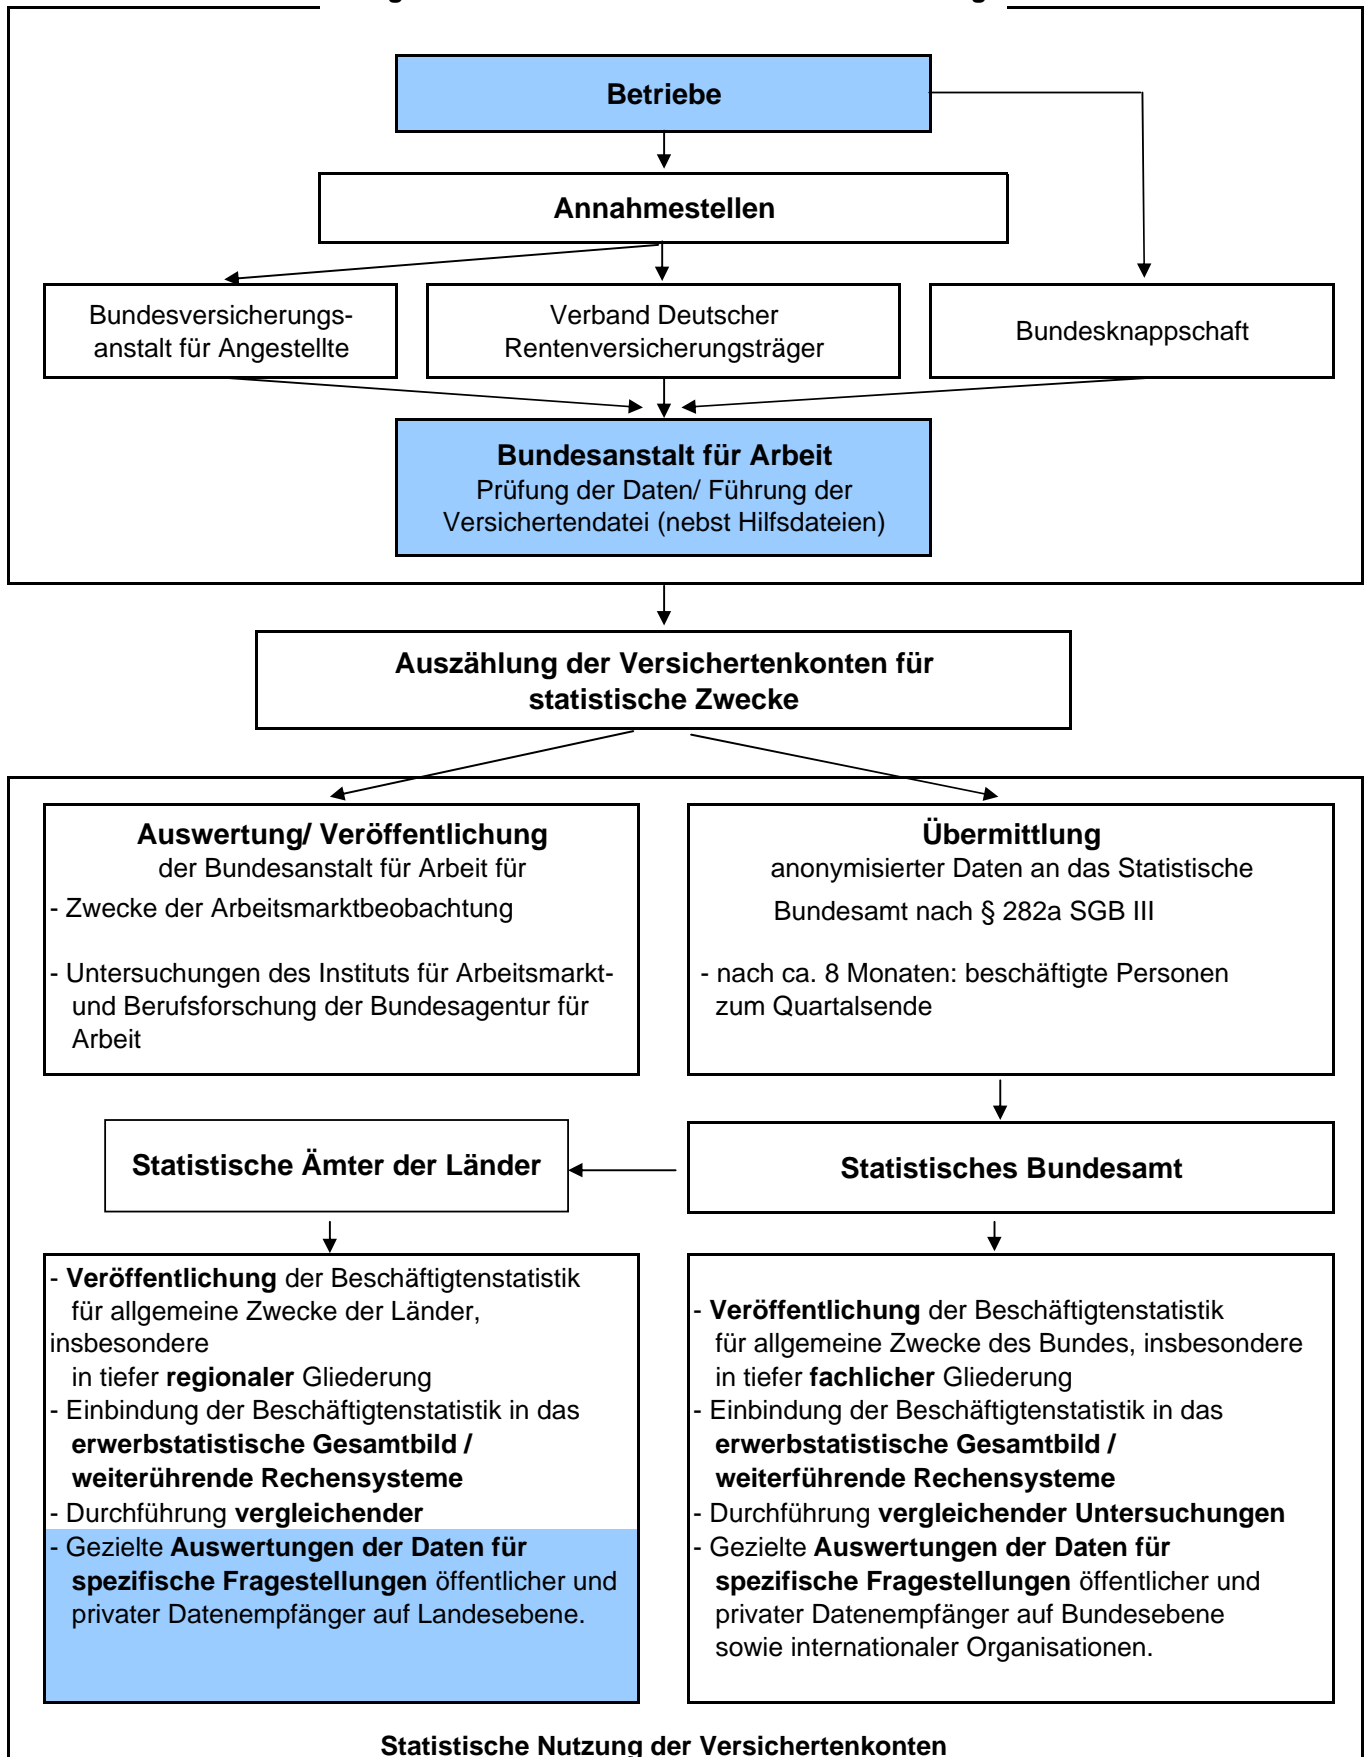 Betriebe
Annahmestellen
Bundesversicherungs-
anstalt für Angestellte
Verband Deutscher
Rentenversicherungsträger
Bundesknappschaft
Bundesanstalt für Arbeit
Prüfung der Daten/ Führung der
Versichertendatei (nebst Hilfsdateien)
Auszählung der Versichertenkonten für
statistische Zwecke
Auswertung/ Veröffentlichung
der Bundesanstalt für Arbeit für
- Zwecke der Arbeitsmarktbeobachtung
- Untersuchungen des Instituts für Arbeitsmarkt-
und Berufsforschung der Bundesagentur für
Arbeit
Übermittlung
anonymisierter Daten an das Statistische
Bundesamt nach § 282a SGB III
- nach ca. 8 Monaten: beschäftigte Personen
zum Quartalsende
Statistische Ämter der Länder
Statistisches Bundesamt
- Veröffentlichung der Beschäftigtenstatistik
für allgemeine Zwecke der Länder,
insbesondere
in tiefer regionaler Gliederung
- Einbindung der Beschäftigtenstatistik in das
erwerbstatistische Gesamtbild /
weiterührende Rechensysteme
- Durchführung vergleichender
- Gezielte Auswertungen der Daten für
spezifische Fragestellungen öffentlicher und
privater Datenempfänger auf Landesebene.
- Veröffentlichung der Beschäftigtenstatistik
für allgemeine Zwecke des Bundes, insbesondere
in tiefer fachlicher Gliederung
- Einbindung der Beschäftigtenstatistik in das
erwerbstatistische Gesamtbild /
weiterführende Rechensysteme
- Durchführung vergleichender Untersuchungen
- Gezielte Auswertungen der Daten für
spezifische Fragestellungen öffentlicher und
privater Datenempfänger auf Bundesebene
sowie internationaler Organisationen.
Statistische Nutzung der Versichertenkonten